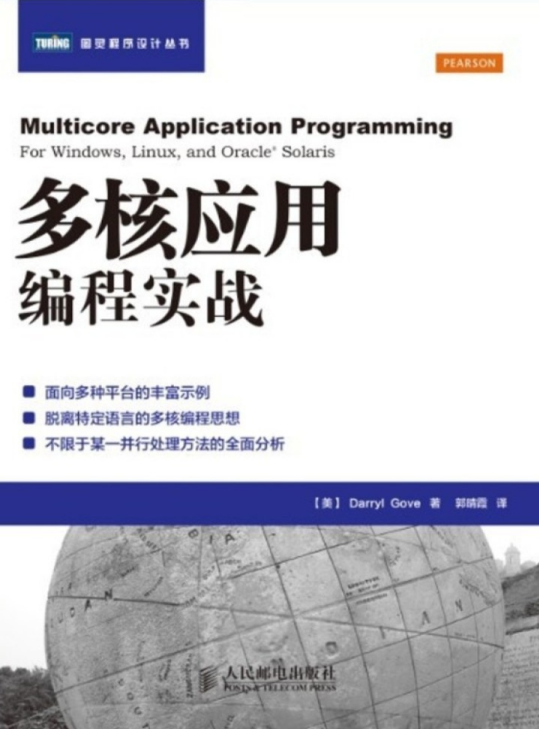 TURING 图灵程序设计丛书
PEARSON
Multicore Application Programming
For Windows, Linux, and Oracle® Solaris
多核应用
编程实战
面向多种平台的丰富示例
脱离特定语言的多核编程思想
不限于某一并行处理方法的全面分析
【美】 Darryl Gove 著 郭晴霞 译
人民邮电出版社
POSTS & TELECOM PRESS